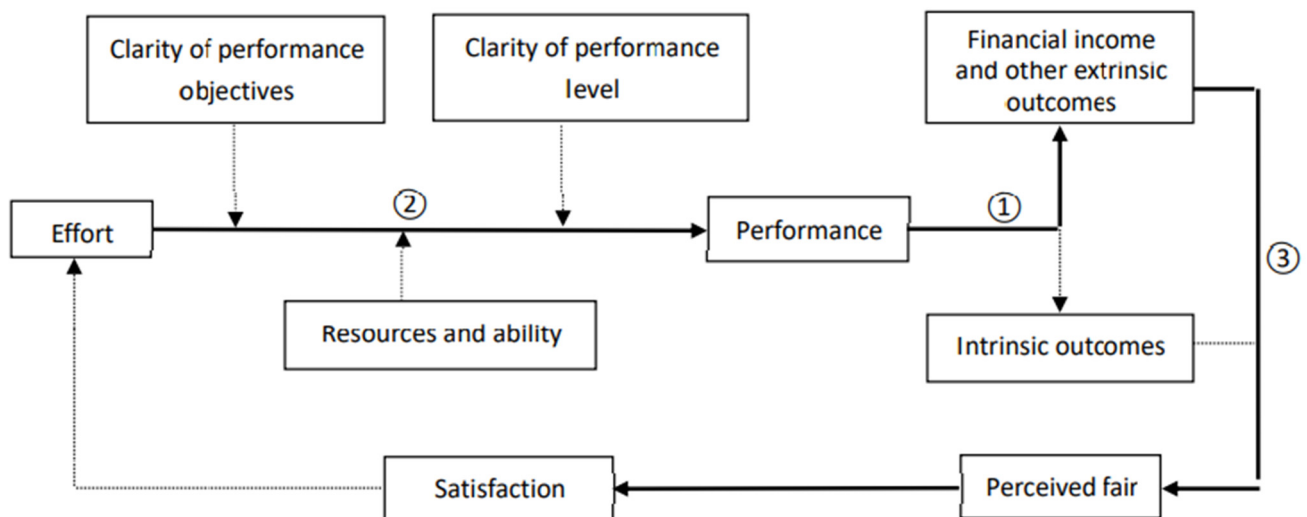 Clarity of performance
objectives
Clarity of performance
level
Financial income
and other extrinsic
outcomes
②
①
Effort
Performance
③
Resources and ability
Intrinsic outcomes
Satisfaction
Perceived fair